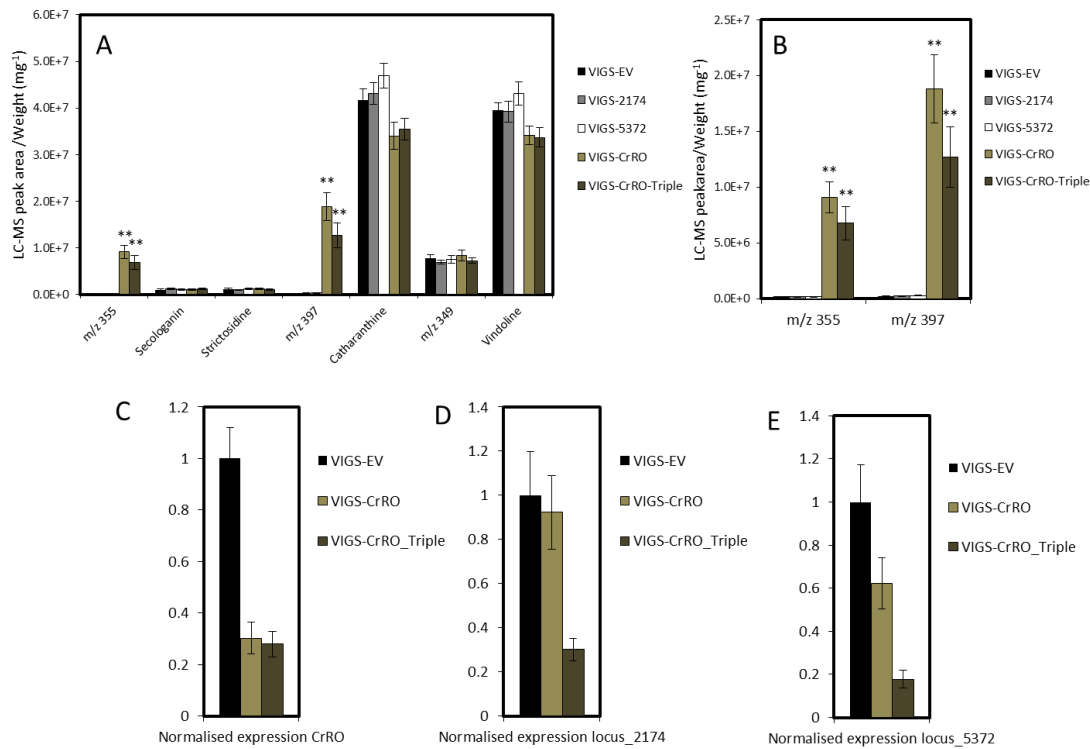 A
LC-MS peak area /Weight (mg-1)
6.0E+7
5.0E+7
4.0E+7
3.0E+7
2.0E+7
1.0E+7
0.0E+0
** **
** **
m/z 355
Secologanin
Strictosidine
m/z 397
Catharanthine
m/z 349
Vindoline
VIGS-EV
VIGS-2174
VIGS-5372
VIGS-CrRO
VIGS-CrRO-Triple
B
LC-MS peakarea/Weight (mg-1)
2.5E+7
2.0E+7
1.5E+7
1.0E+7
5.0E+6
0.0E+0
** **
** **
m/z 355
m/z 397
VIGS-EV
VIGS-2174
VIGS-5372
VIGS-CrRO
VIGS-CrRO-Triple
C
1.2
1
0.8
0.6
0.4
0.2
0
Normalised expression CrRO
VIGS-EV
VIGS-CrRO
VIGS-CrRO_Triple
D
1.4
1.2
1
0.8
0.6
0.4
0.2
0
Normalised expression locus_2174
VIGS-EV
VIGS-CrRO
VIGS-CrRO_Triple
E
1.4
1.2
1
0.8
0.6
0.4
0.2
0
Normalised expression locus_5372
VIGS-EV
VIGS-CrRO
VIGS-CrRO_Triple